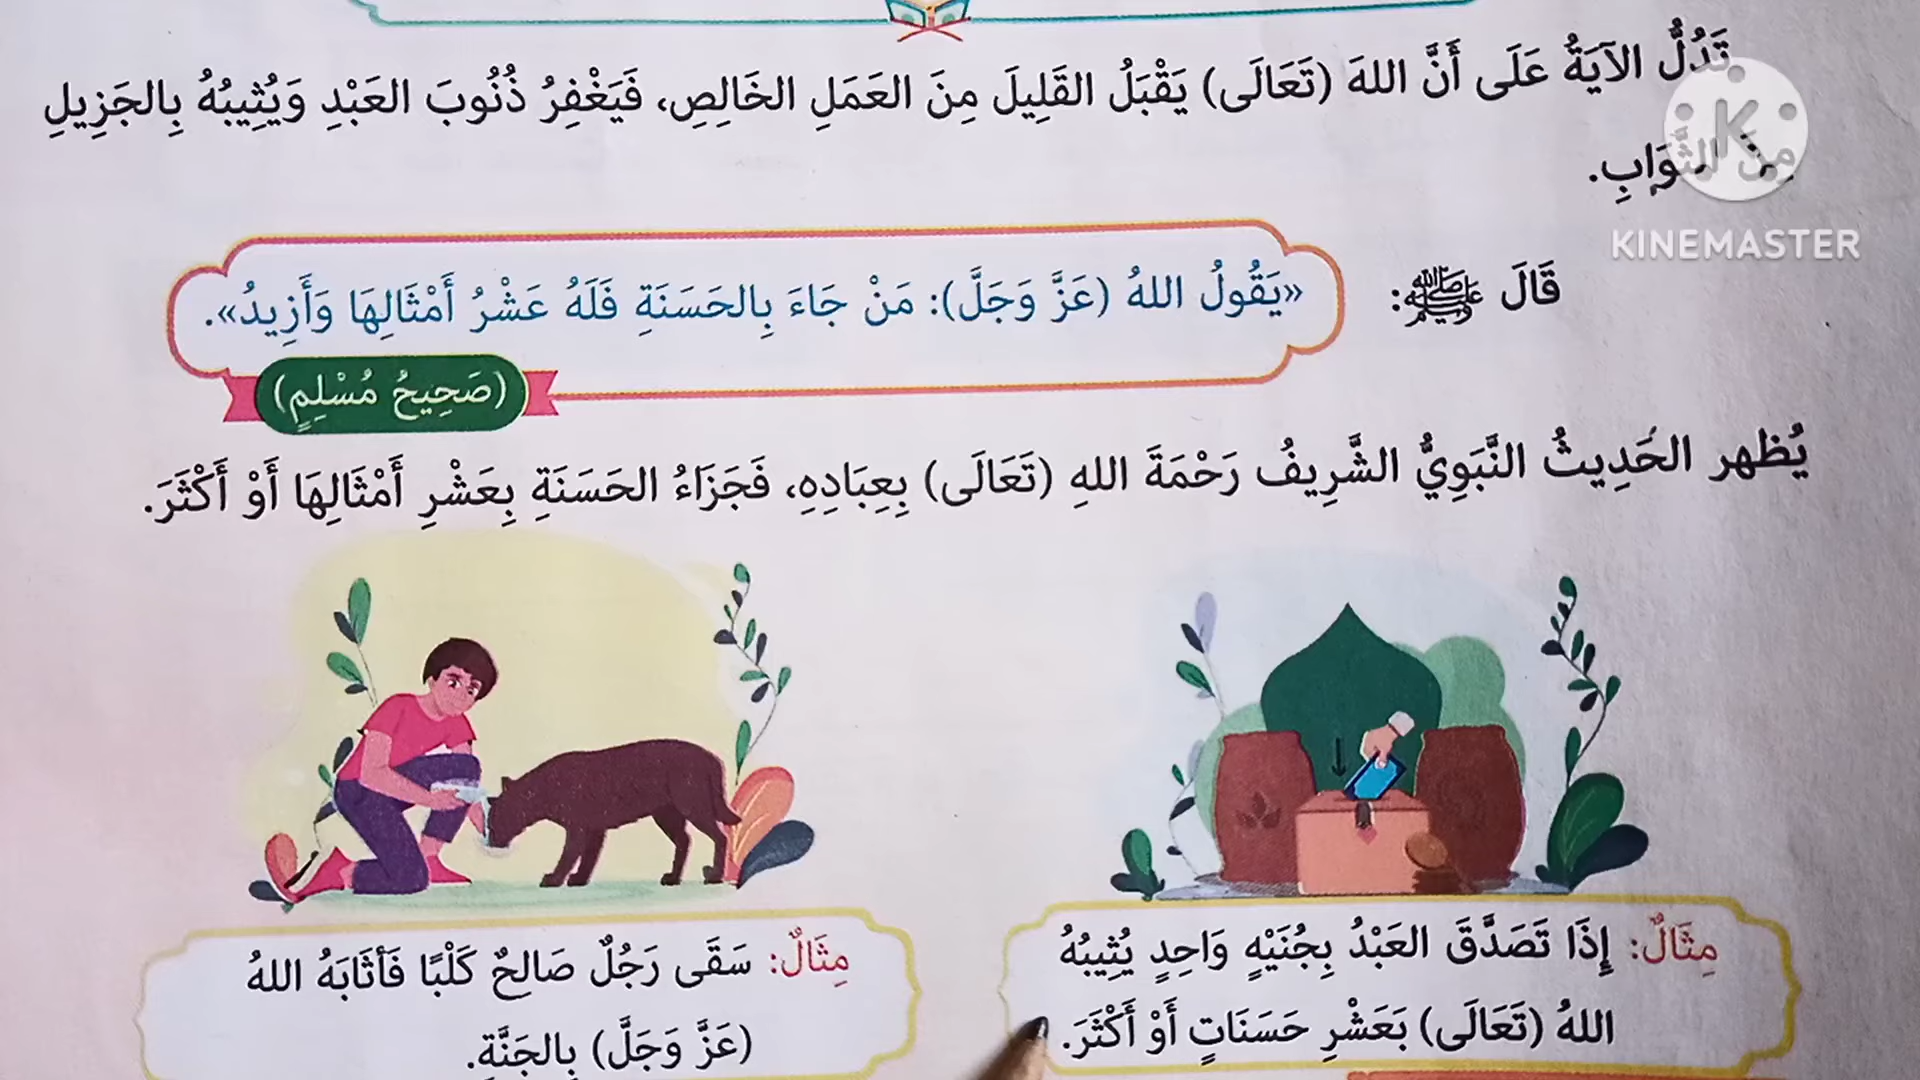 تَدُلُّ الآيَةُ عَلَى أَنَّ اللهَ (تَعَالَى) يَقْبَلُ القَلِيلَ مِنَ العَمَلِ الخَالِصِ، فَيَغْفِرُ ذُنُوبَ العَبْدِ وَيُثِيبُهُ بِالجَزِيلِ
مِنَ الثَّوَابِ.
KINEMASTER
قَالَ ﷺ: «يَقُولُ اللهُ (عَزَّ وَجَلَّ): مَنْ جَاءَ بِالحَسَنَةِ فَلَهُ عَشْرُ أَمْثَالِهَا وَأَزِيدُ».
(صَحِيحُ مُسْلِمٍ)
يُظهر الحَدِيثُ النَّبَوِيُّ الشَّرِيفُ رَحْمَةَ اللهِ (تَعَالَى) بِعِبَادِهِ، فَجَزَاءُ الحَسَنَةِ بِعَشْرِ أَمْثَالِهَا أَوْ أَكْثَرَ.
مِثَالٌ: إِذَا تَصَدَّقَ العَبْدُ بِجُنَيْهٍ وَاحِدٍ يُثِيبُهُ
اللهُ (تَعَالَى) بَعَشْرِ حَسَنَاتٍ أَوْ أَكْثَرَ.
مِثَالٌ: سَقَى رَجُلٌ صَالِحٌ كَلْبًا فَأَثَابَهُ اللهُ
(عَزَّ وَجَلَّ) بِالجَنَّةِ.